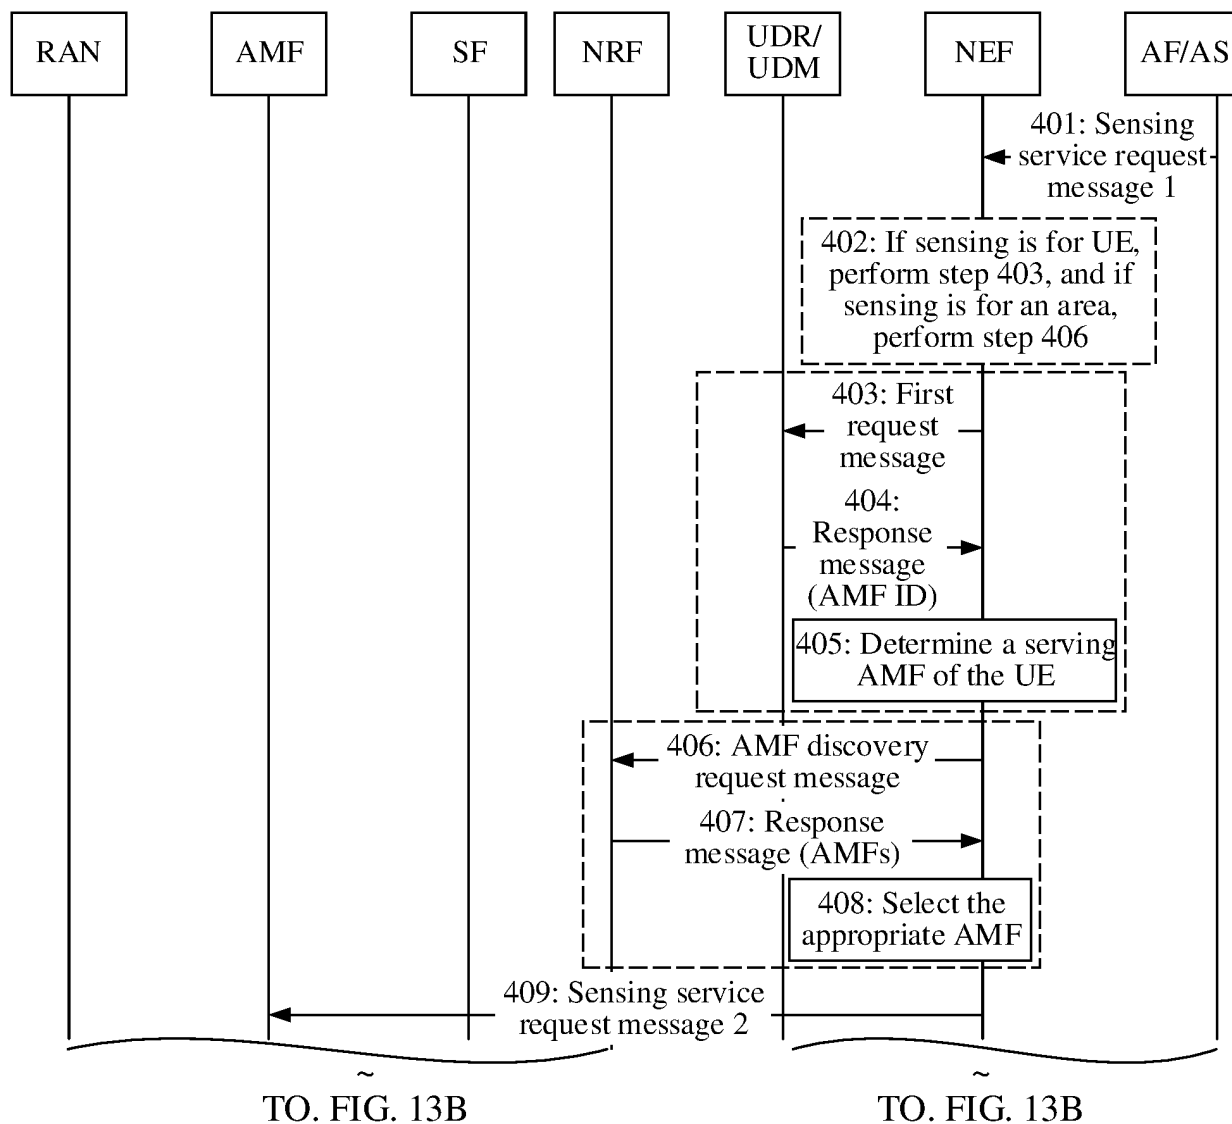 RAN
AMF
SF
NRF
UDR/
UDM
NEF
AF/AS
401: Sensing
service request
message 1
402: If sensing is for UE,
perform step 403, and if
sensing is for an area,
perform step 406
403: First
request
message
404:
Response
message
(AMF ID)
405: Determine a serving
AMF of the UE
406: AMF discovery
request message
407: Response
message (AMFs)
408: Select the
appropriate AMF
409: Sensing service
request message 2
~
~
TO. FIG. 13B
TO. FIG. 13B